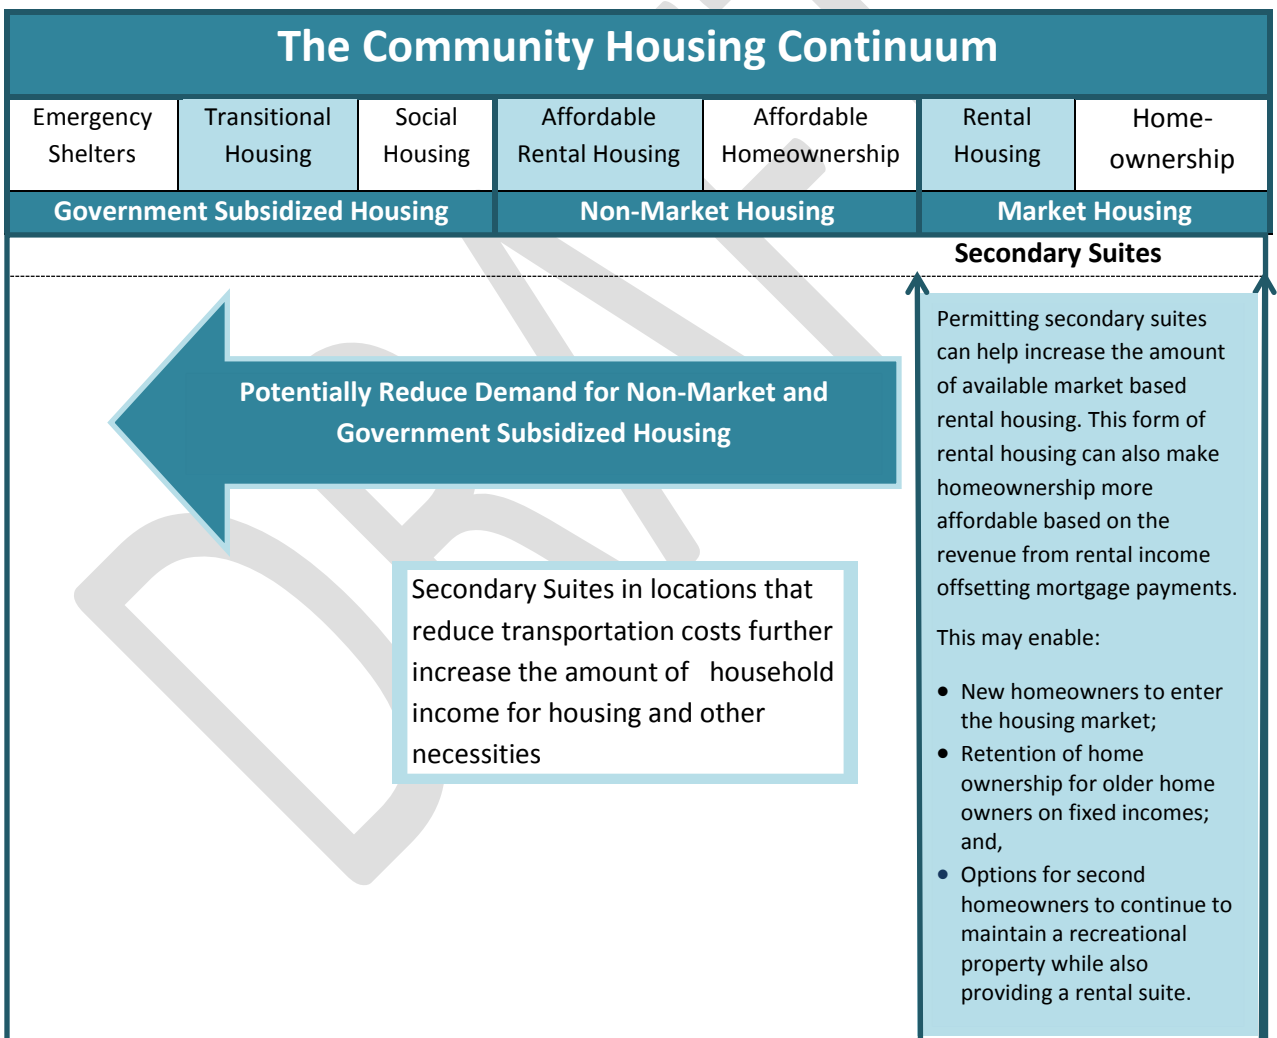 The Community Housing Continuum
Emergency Shelters
Transitional Housing
Social Housing
Affordable Rental Housing
Affordable Homeownership
Rental Housing
Home-ownership
Government Subsidized Housing
Non-Market Housing
Market Housing
Secondary Suites
Potentially Reduce Demand for Non-Market and
Government Subsidized Housing
Secondary Suites in locations that
reduce transportation costs further
increase the amount of household
income for housing and other
necessities
Permitting secondary suites
can help increase the amount
of available market based
rental housing. This form of
rental housing can also make
homeownership more
affordable based on the
revenue from rental income
offsetting mortgage payments.
This may enable:
• New homeowners to enter
the housing market;
• Retention of home
ownership for older home
owners on fixed incomes;
and,
• Options for second
homeowners to continue to
maintain a recreational
property while also
providing a rental suite.
DRAFT